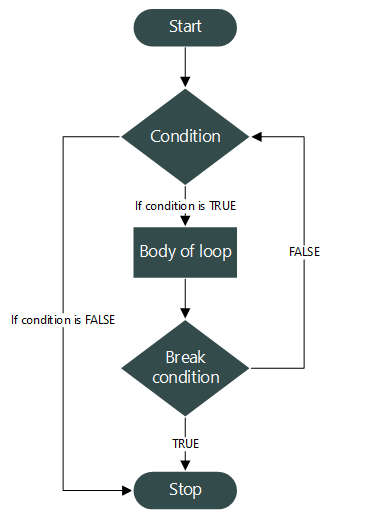 Start
Condition
If condition is TRUE
Body of loop
FALSE
If condition is FALSE
Break
condition
TRUE
Stop